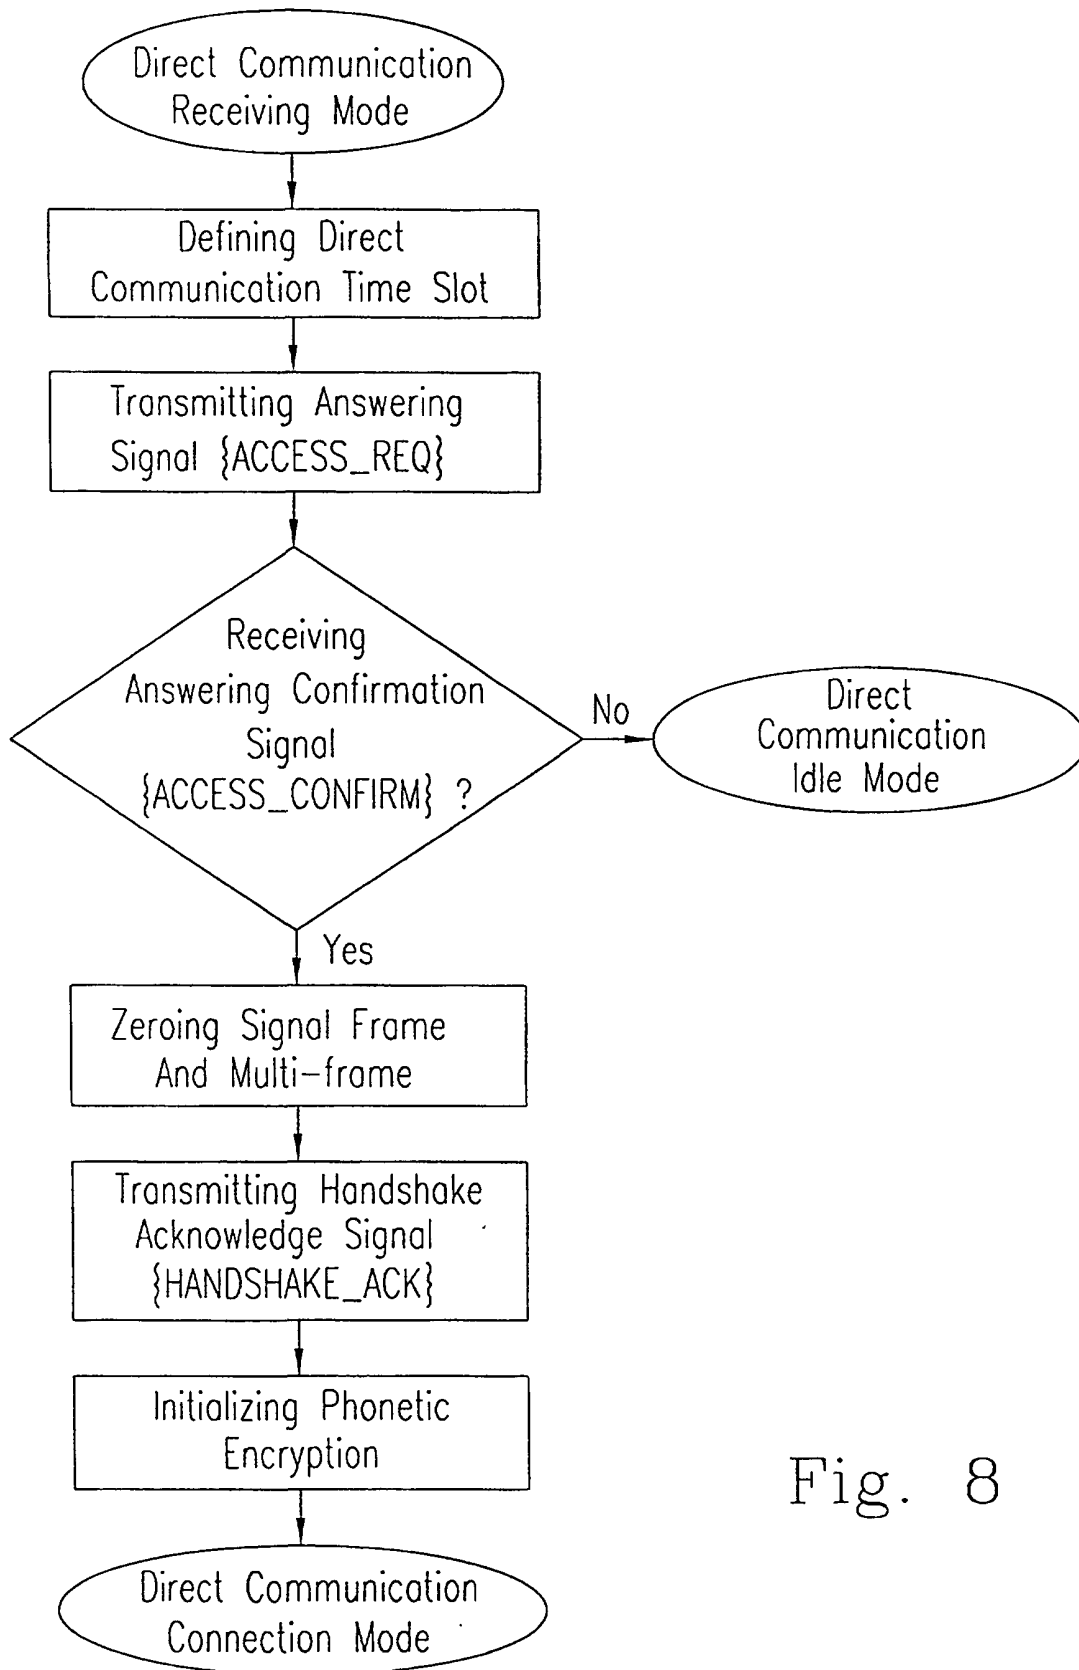 Direct Communication
Receiving Mode
Defining Direct
Communication Time Slot
Transmitting Answering
Signal {ACCESS_REQ}
Receiving
Answering Confirmation
Signal
{ACCESS_CONFIRM} ?
No
Direct
Communication
Idle Mode
Yes
Zeroing Signal Frame
And Multi-frame
Transmitting Handshake
Acknowledge Signal
{HANDSHAKE_ACK}
Initializing Phonetic
Encryption
Direct Communication
Connection Mode
Fig. 8